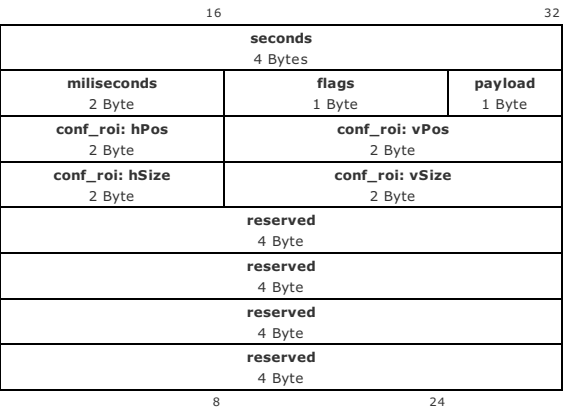 16 32
seconds
4 Bytes
miliseconds flags payload
2 Byte 1 Byte 1 Byte
conf_roi: hPos conf_roi: vPos
2 Byte 2 Byte
conf_roi: hSize conf_roi: vSize
2 Byte 2 Byte
reserved
4 Byte
reserved
4 Byte
reserved
4 Byte
reserved
4 Byte
8 24